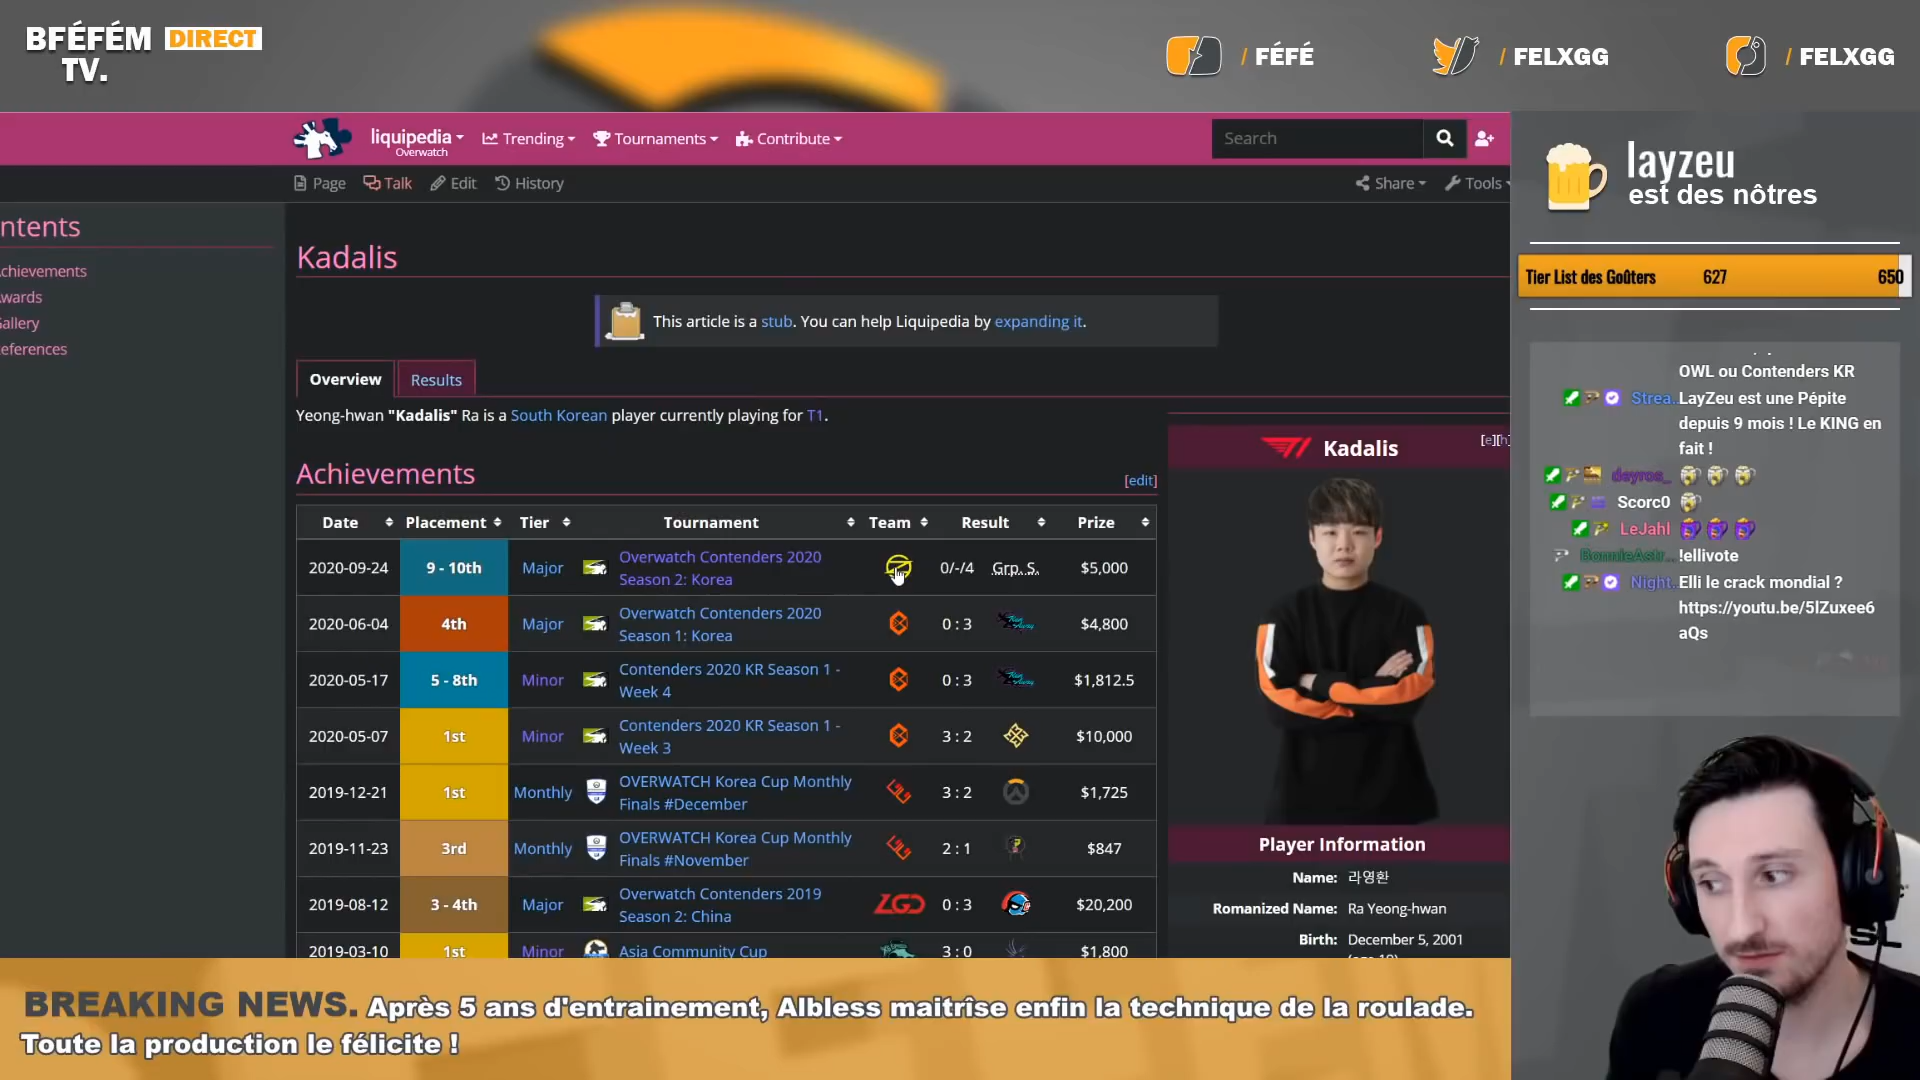 BFÉFÉM DIRECT
TV.
/ FÉFÉ
/ FELXGG
/ FELXGG
liquipedia
Overwatch
Trending
Tournaments
Contribute
Search
Page
Talk
Edit
History
Share
Tools
ntents
chievements
wards
allery
eferences
Kadalis
This article is a stub. You can help Liquipedia by expanding it.
Overview
Results
Yeong-hwan "Kadalis" Ra is a South Korean player currently playing for T1.
Achievements
[edit]
Date Placement Tier Tournament Team Result Prize
2020-09-24 9 - 10th Major Overwatch Contenders 2020 Season 2: Korea 0/-/4 Grp. S. $5,000
2020-06-04 4th Major Overwatch Contenders 2020 Season 1: Korea 0 : 3 $4,800
2020-05-17 5 - 8th Minor Contenders 2020 KR Season 1 - Week 4 0 : 3 $1,812.5
2020-05-07 1st Minor Contenders 2020 KR Season 1 - Week 3 3 : 2 $10,000
2019-12-21 1st Monthly OVERWATCH Korea Cup Monthly Finals #December 3 : 2 $1,725
2019-11-23 3rd Monthly OVERWATCH Korea Cup Monthly Finals #November 2 : 1 $847
2019-08-12 3 - 4th Major Overwatch Contenders 2019 Season 2: China LGD 0 : 3 $20,200
2019-03-10 1st Minor Asia Community Cup 3 : 0 $1,800
[e][h]
T1 Kadalis
Player Information
Name: 라영환
Romanized Name: Ra Yeong-hwan
Birth: December 5, 2001
layzeu
est des nôtres
Tier List des Goûters 627 650
OWL ou Contenders KR
Strea... LayZeu est une Pépite
depuis 9 mois ! Le KING en
fait !
deyros_
Scorc0
LeJahl
BonnieAstr... !ellivote
Night... Elli le crack mondial ?
https://youtu.be/5lZuxee6
aQs
BREAKING NEWS. Après 5 ans d'entrainement, Albless maitrîse enfin la technique de la roulade.
Toute la production le félicite !